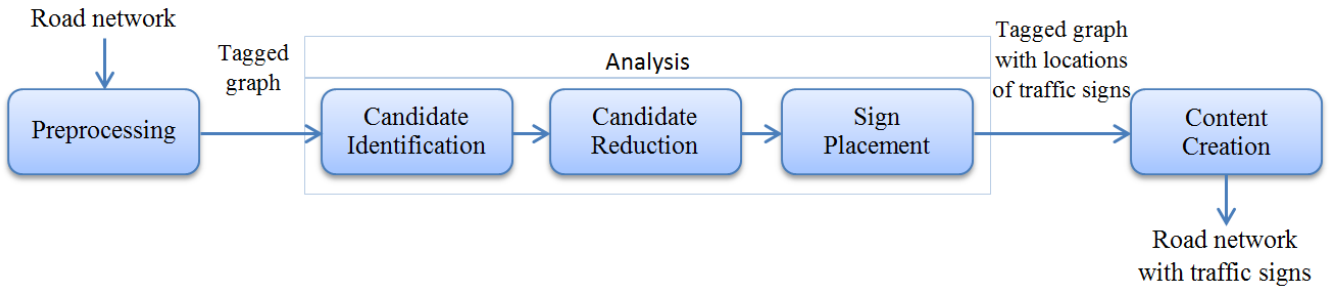 Road network
Preprocessing
Tagged
graph
Analysis
Candidate
Identification
Candidate
Reduction
Sign
Placement
Tagged graph
with locations
of traffic signs
Content
Creation
Road network
with traffic signs